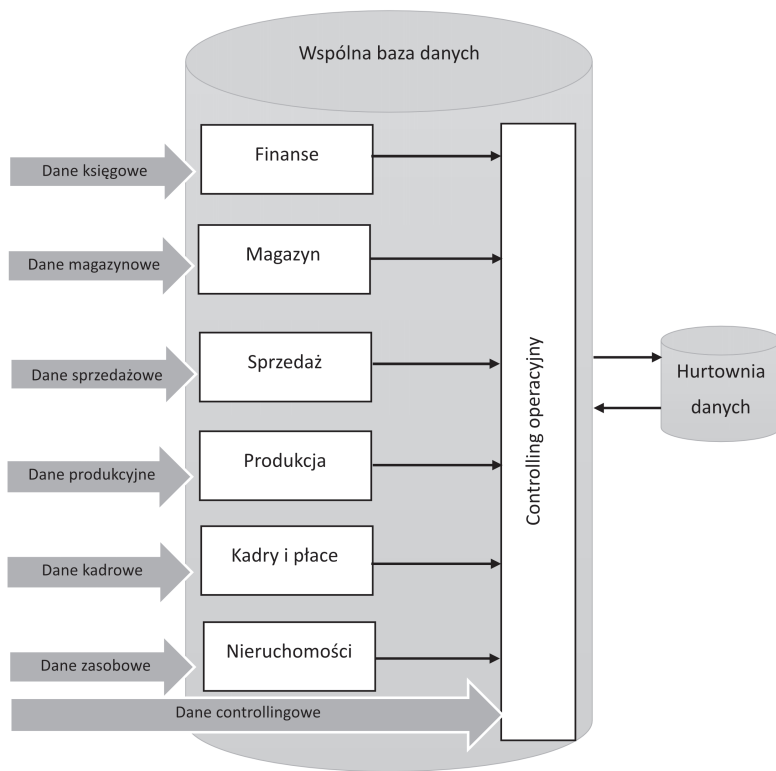 Wspólna baza danych
Dane księgowe
Finanse
Dane magazynowe
Magazyn
Dane sprzedażowe
Sprzedaż
Dane produkcyjne
Produkcja
Dane kadrowe
Kadry i płace
Dane zasobowe
Nieruchomości
Dane controllingowe
Controlling operacyjny
Hurtownia
danych